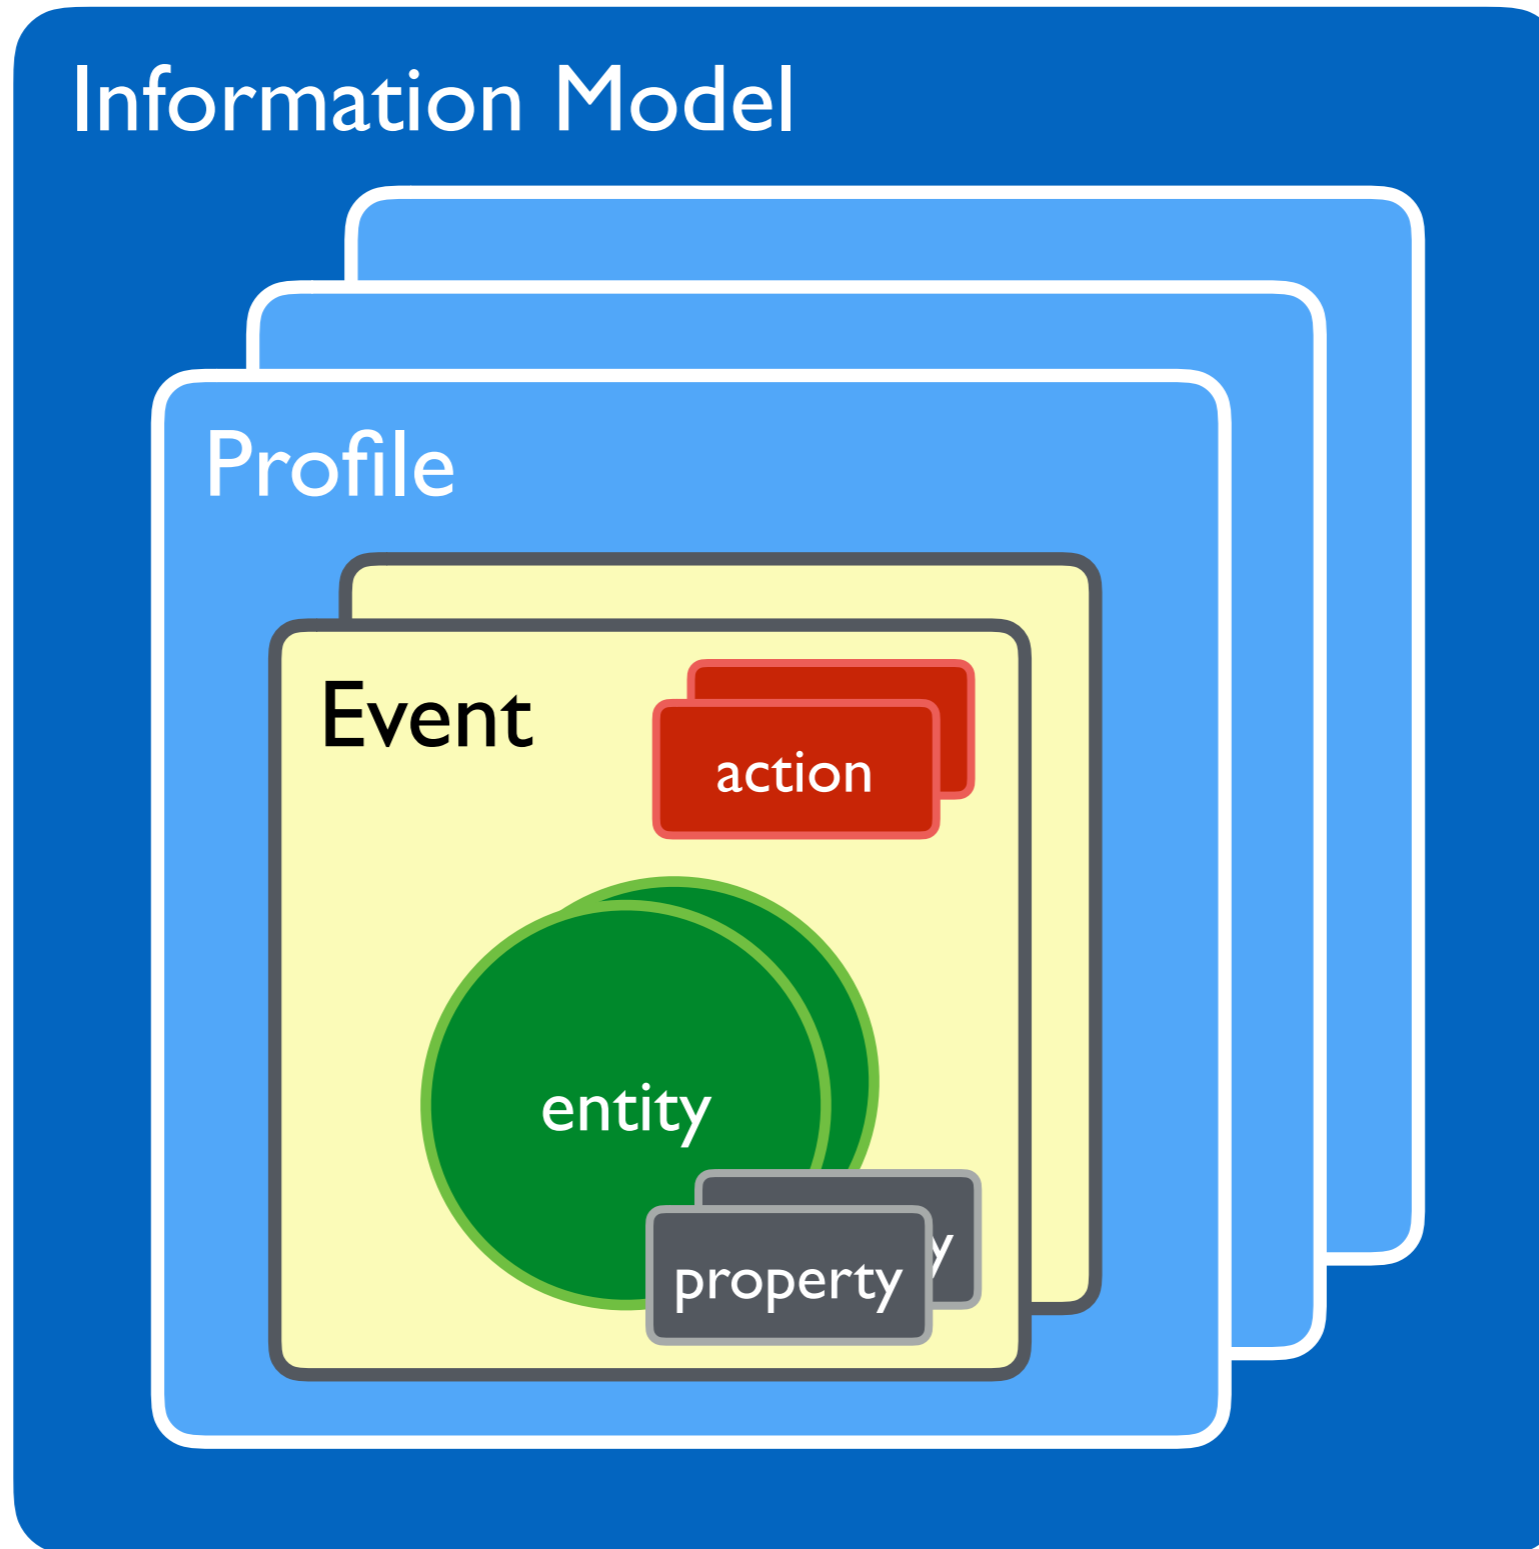 Information Model
Profile
Event
action
entity
y
property